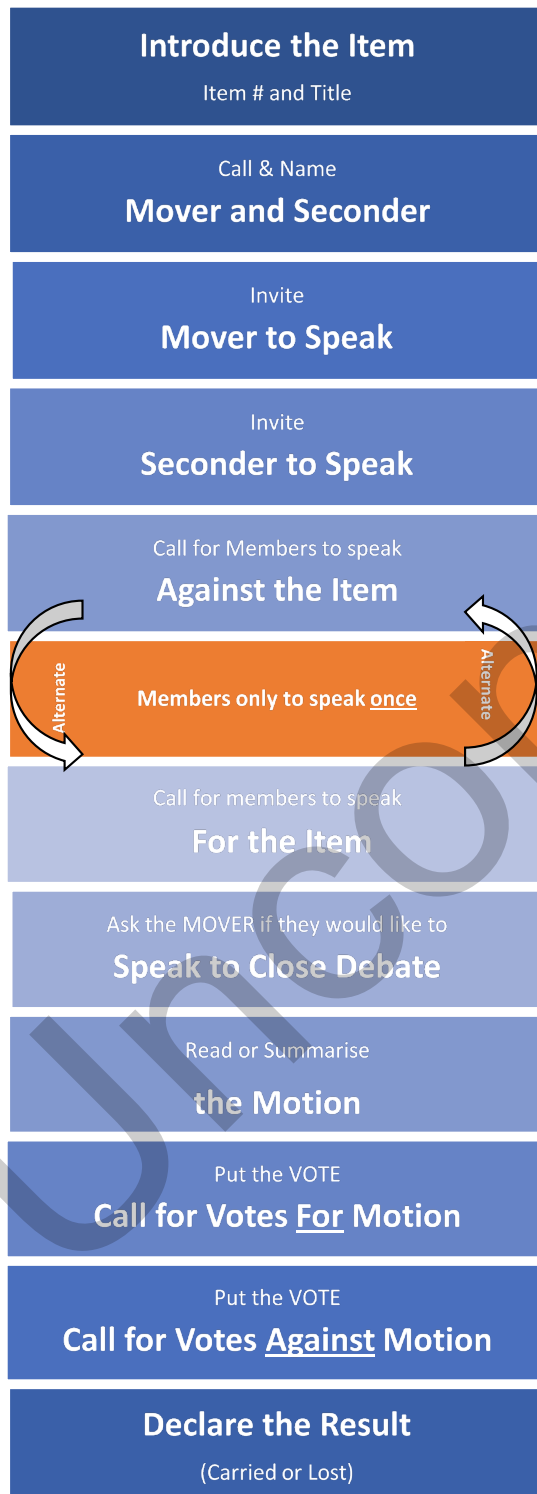 Introduce the Item
Item # and Title
Call & Name
Mover and Seconder
Invite
Mover to Speak
Invite
Seconder to Speak
Call for Members to speak
Against the Item
Alternate
Members only to speak once
Alternate
Call for members to speak
For the Item
Ask the MOVER if they would like to
Speak to Close Debate
Read or Summarise
the Motion
Put the VOTE
Call for Votes For Motion
Put the VOTE
Call for Votes Against Motion
Declare the Result
(Carried or Lost)